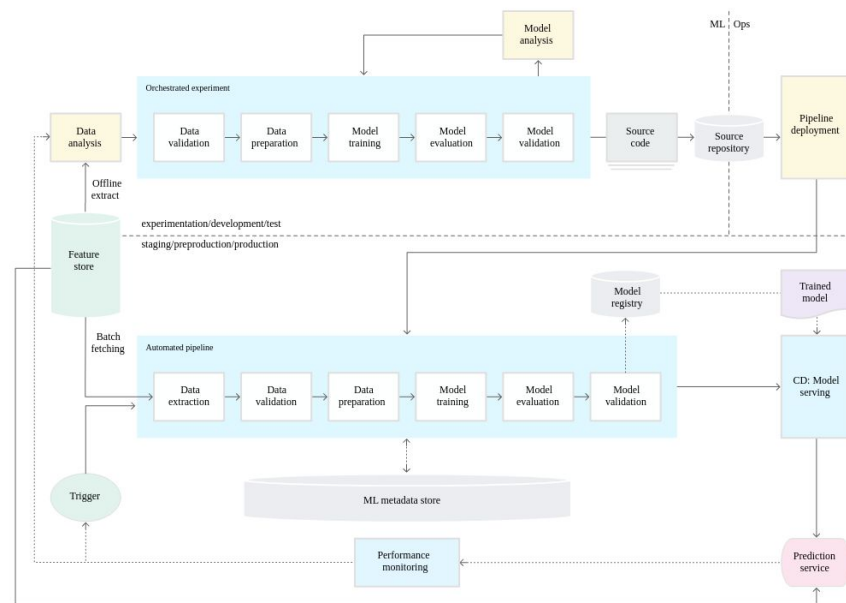 Model
analysis
ML
Ops
Orchestrated experiment
Data
analysis
Data
validation
Data
preparation
Model
training
Model
evaluation
Model
validation
Source
code
Source
repository
Pipeline
deployment
Offline
extract
experimentation/development/test
staging/preproduction/production
Feature
store
Model
registry
Trained
model
Batch
fetching
Automated pipeline
Data
extraction
Data
validation
Data
preparation
Model
training
Model
evaluation
Model
validation
CD: Model
serving
Trigger
ML metadata store
Performance
monitoring
Prediction
service